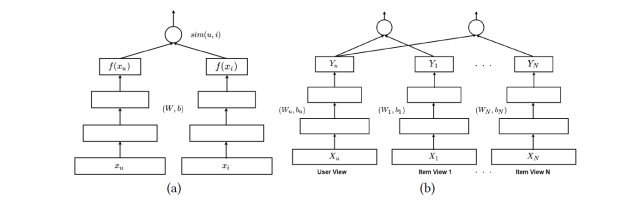 sim(u, i)
f(x_u) f(x_i)
(W, b)
x_u x_i
(a)
Y_u Y_1 . . . Y_N
(W_u, b_u) (W_1, b_1) (W_N, b_N)
X_u X_1 X_N
User View Item View 1 . . . Item View N
(b)